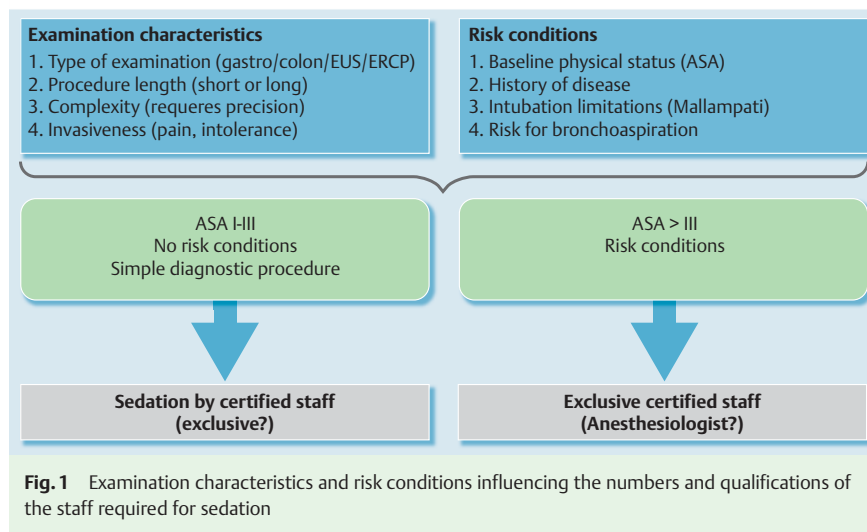 Examination characteristics
1. Type of examination (gastro/colon/EUS/ERCP)
2. Procedure length (short or long)
3. Complexity (requeres precision)
4. Invasiveness (pain, intolerance)
Risk conditions
1. Baseline physical status (ASA)
2. History of disease
3. Intubation limitations (Mallampati)
4. Risk for bronchoaspiration
ASA I-III
No risk conditions
Simple diagnostic procedure
ASA > III
Risk conditions
Sedation by certified staff
(exclusive?)
Exclusive certified staff
(Anesthesiologist?)
Fig. 1 Examination characteristics and risk conditions influencing the numbers and qualifications of
the staff required for sedation